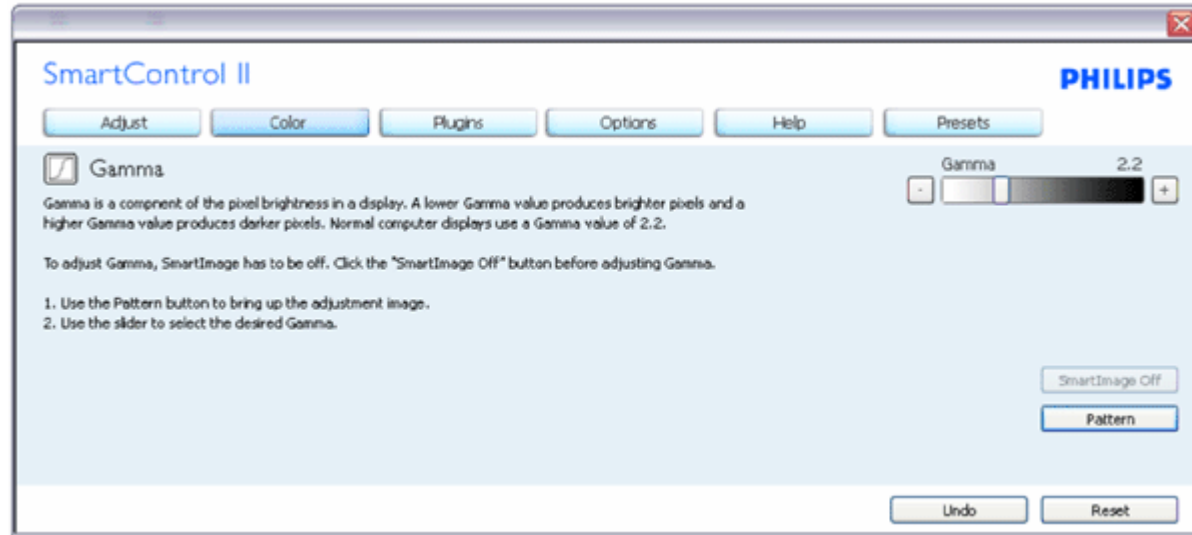 SmartControl II
PHILIPS
Adjust
Color
Plugins
Options
Help
Presets
Gamma
Gamma 2.2
- +
Gamma is a compnent of the pixel brightness in a display. A lower Gamma value produces brighter pixels and a
higher Gamma value produces darker pixels. Normal computer displays use a Gamma value of 2.2.
To adjust Gamma, SmartImage has to be off. Click the "SmartImage Off" button before adjusting Gamma.
1. Use the Pattern button to bring up the adjustment image.
2. Use the slider to select the desired Gamma.
SmartImage Off
Pattern
Undo
Reset